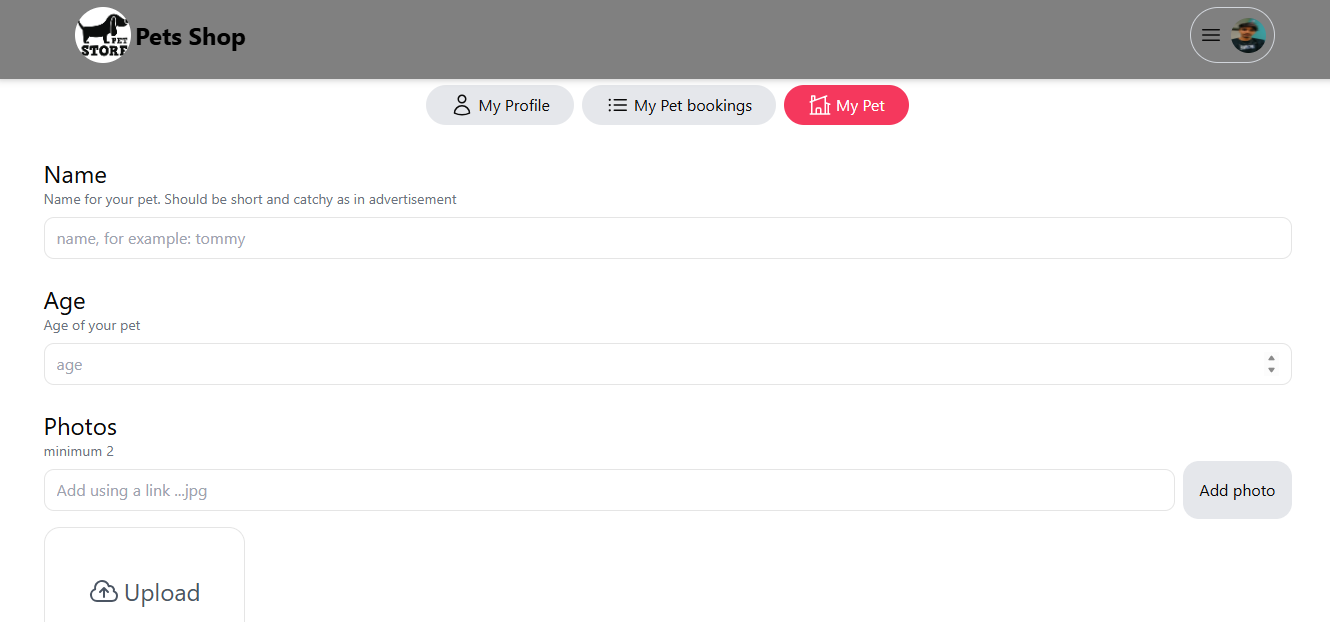 PET
STORE
Pets Shop
My Profile
My Pet bookings
My Pet
Name
Name for your pet. Should be short and catchy as in advertisement
name, for example: tommy
Age
Age of your pet
age
Photos
minimum 2
Add using a link ...jpg
Add photo
Upload